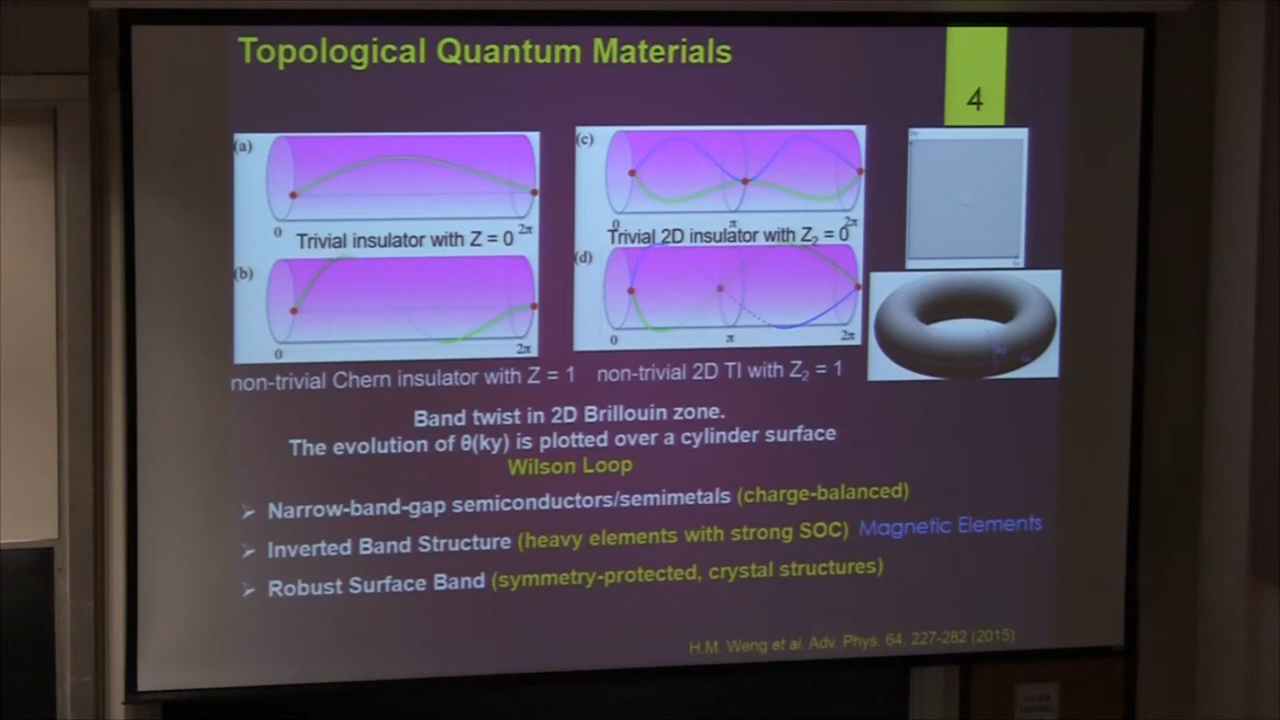 Topological Quantum Materials
4
(a)
0
2π
Trivial insulator with Z = 0
(b)
0
2π
non-trivial Chern insulator with Z = 1
(c)
0
π
2π
Trivial 2D insulator with Z₂ = 0
(d)
0
π
2π
non-trivial 2D TI with Z₂ = 1
Band twist in 2D Brillouin zone.
The evolution of θ(ky) is plotted over a cylinder surface
Wilson Loop
➢ Narrow-band-gap semiconductors/semimetals (charge-balanced)
➢ Inverted Band Structure (heavy elements with strong SOC) Magnetic Elements
➢ Robust Surface Band (symmetry-protected, crystal structures)
H.M. Weng et al. Adv. Phys. 64, 227-282 (2015)